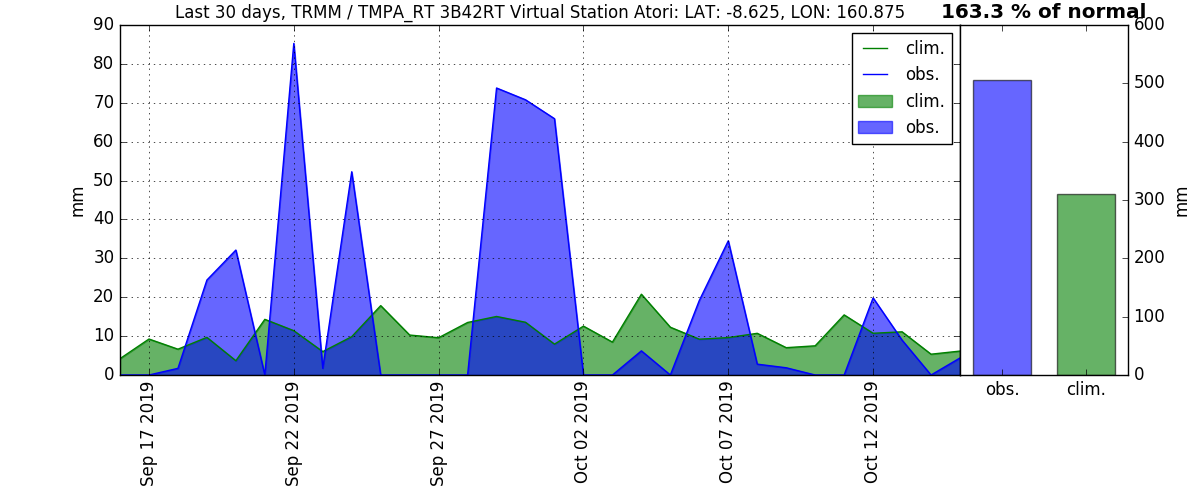 Last 30 days, TRMM / TMPA_RT 3B42RT Virtual Station Atori: LAT: -8.625, LON: 160.875
163.3 % of normal
90
80
70
60
50
40
30
20
10
0
mm
clim.
obs.
clim.
obs.
Sep 17 2019
Sep 22 2019
Sep 27 2019
Oct 02 2019
Oct 07 2019
Oct 12 2019
600
500
400
300
200
100
0
mm
obs.
clim.